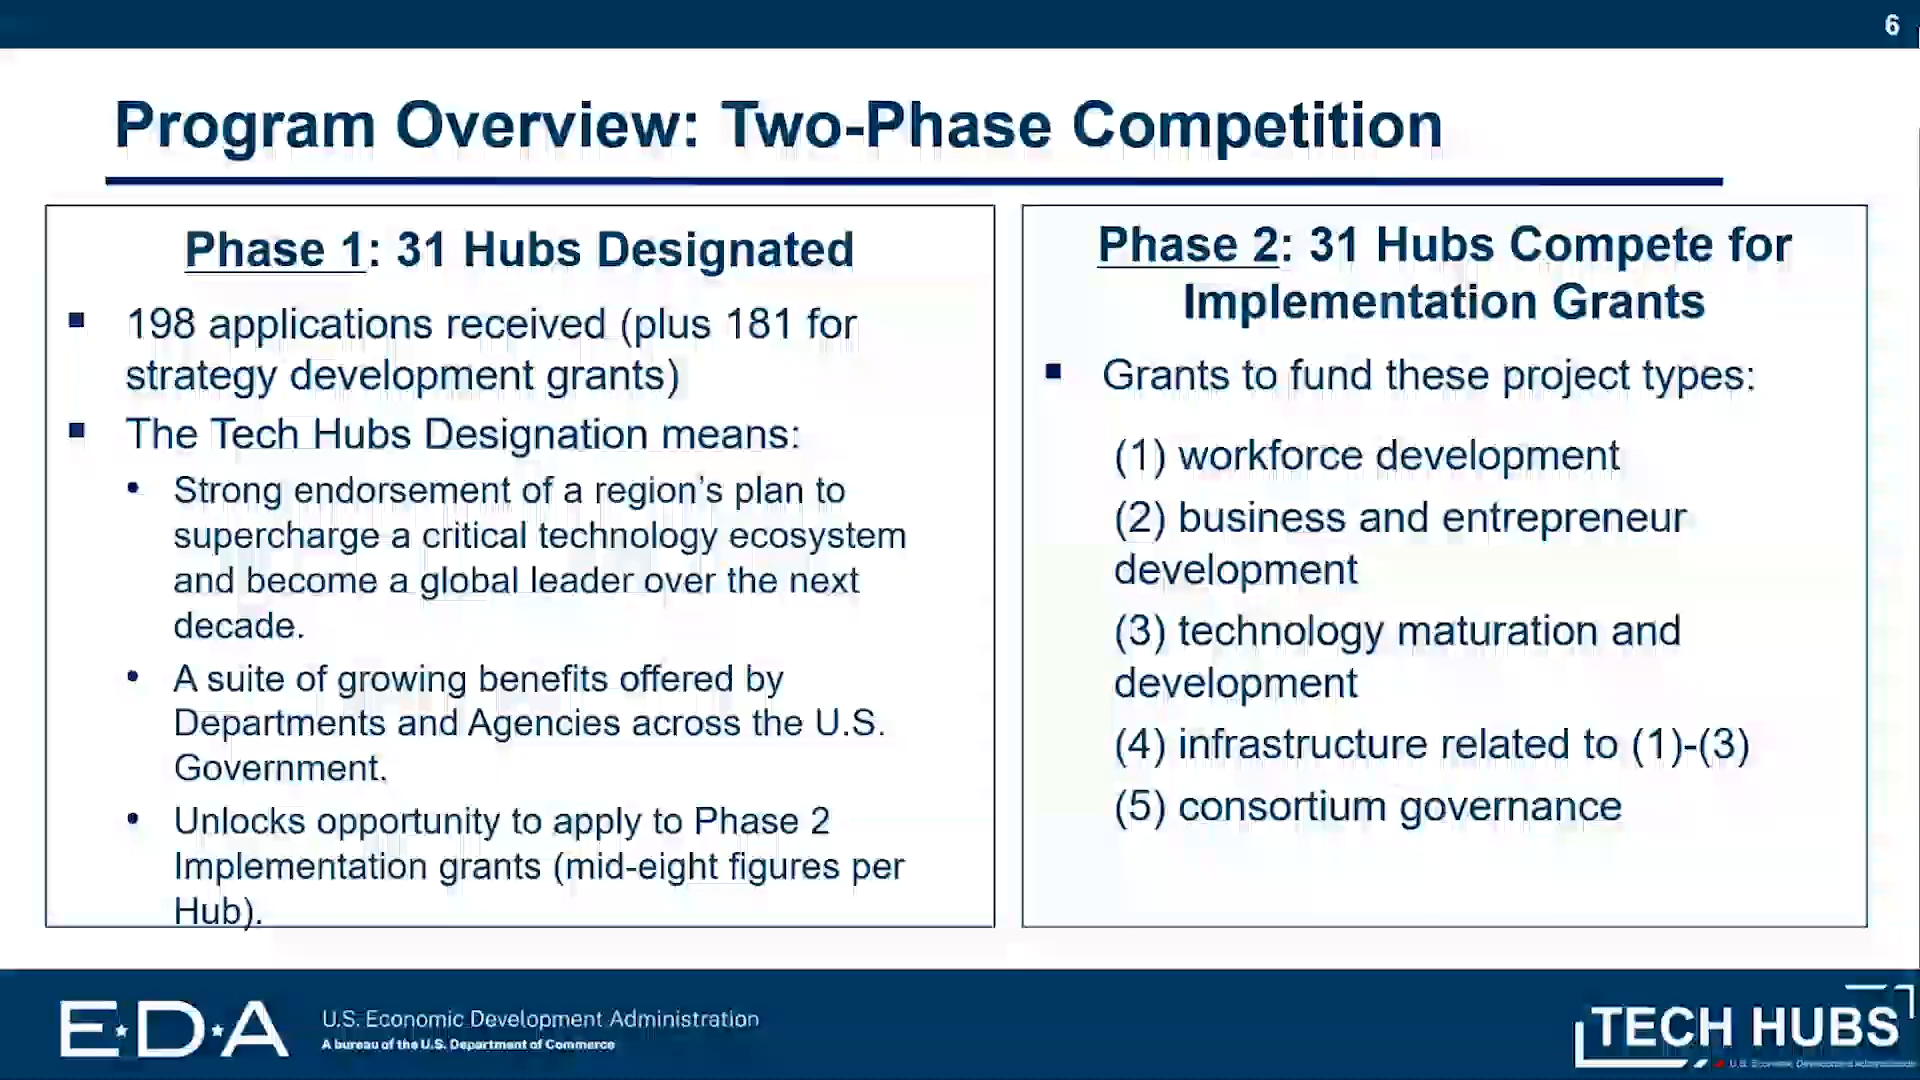 6
Program Overview: Two-Phase Competition
Phase 1: 31 Hubs Designated
▪ 198 applications received (plus 181 for
strategy development grants)
▪ The Tech Hubs Designation means:
• Strong endorsement of a region’s plan to
supercharge a critical technology ecosystem
and become a global leader over the next
decade.
• A suite of growing benefits offered by
Departments and Agencies across the U.S.
Government.
• Unlocks opportunity to apply to Phase 2
Implementation grants (mid-eight figures per
Hub).
Phase 2: 31 Hubs Compete for
Implementation Grants
▪ Grants to fund these project types:
(1) workforce development
(2) business and entrepreneur
development
(3) technology maturation and
development
(4) infrastructure related to (1)-(3)
(5) consortium governance
EDA
U.S. Economic Development Administration
A bureau of the U.S. Department of Commerce
TECH HUBS
U.S. Economic Development Administration